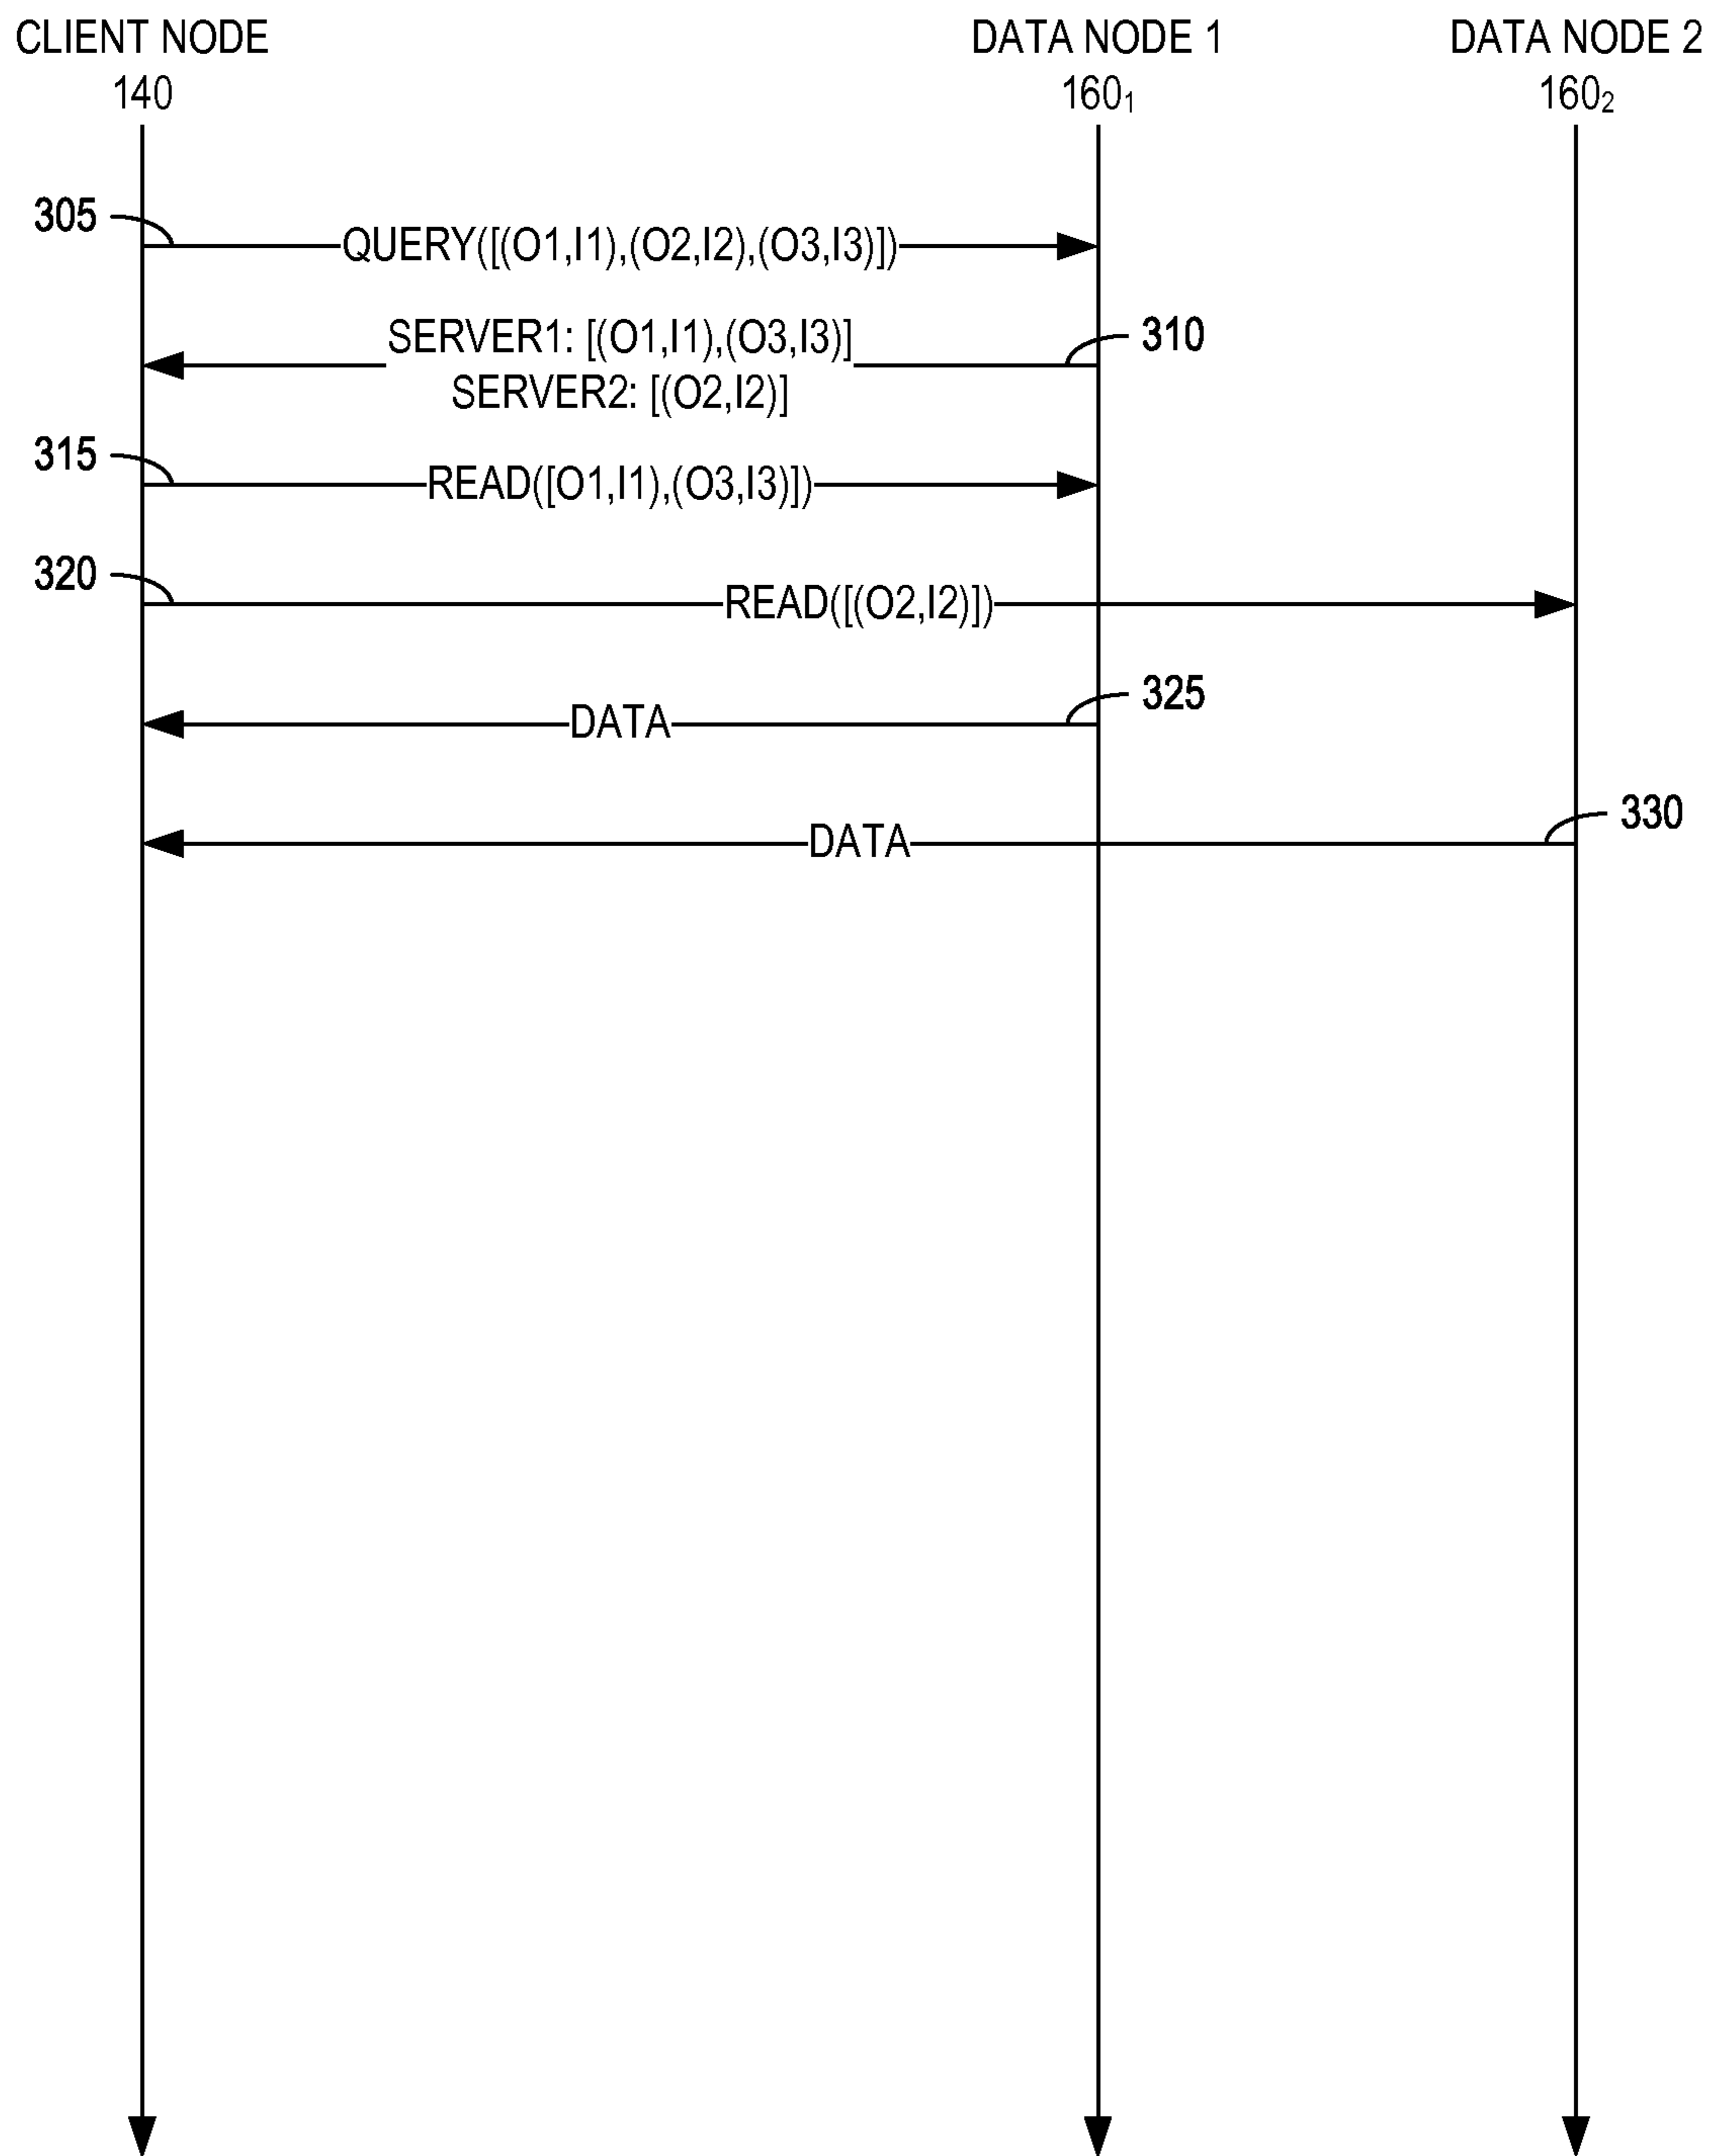 CLIENT NODE
DATA NODE 1
DATA NODE 2
140
160₁
160₂
305
QUERY([(O1,I1),(O2,I2),(O3,I3)])
SERVER1: [(O1,I1),(O3,I3)]
310
SERVER2: [(O2,I2)]
315
READ([O1,I1),(O3,I3)])
320
READ([(O2,I2)])
325
DATA
330
DATA